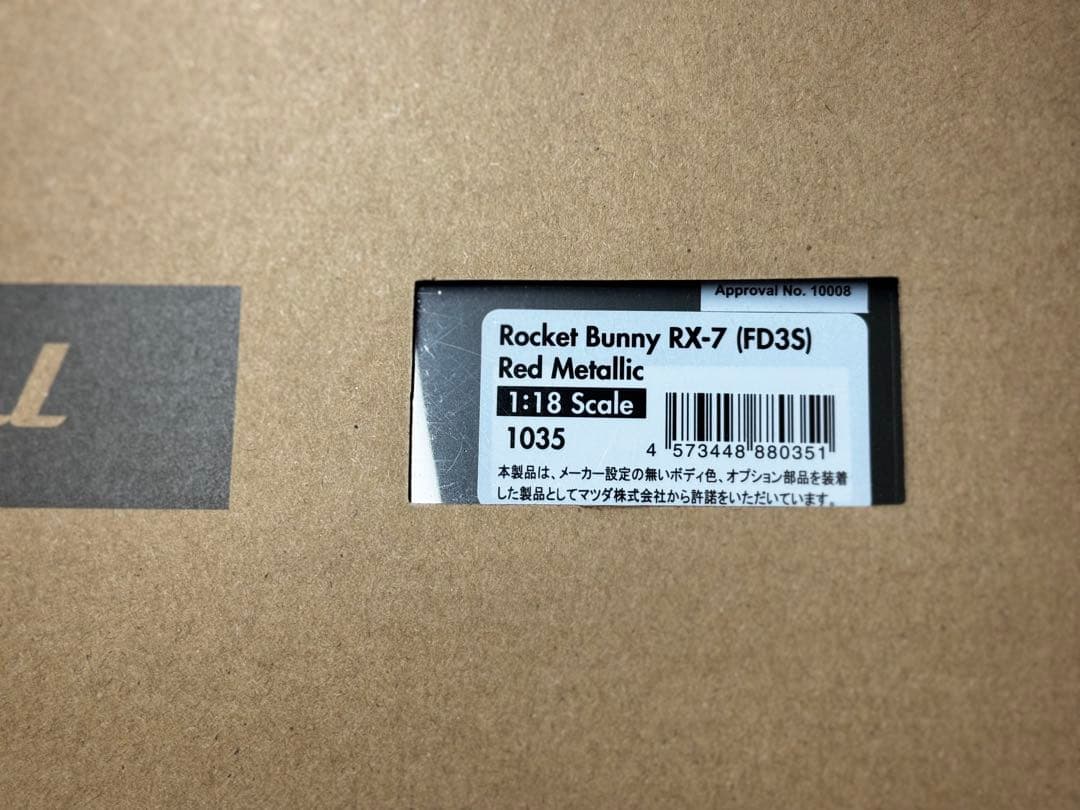 Approval No. 10008
Rocket Bunny RX-7 (FD3S)
Red Metallic
1:18 Scale
1035
4 573448 880351
本製品は、メーカー設定の無いボディ色、オプション部品を装着
した製品としてマツダ株式会社から許諾をいただいています。